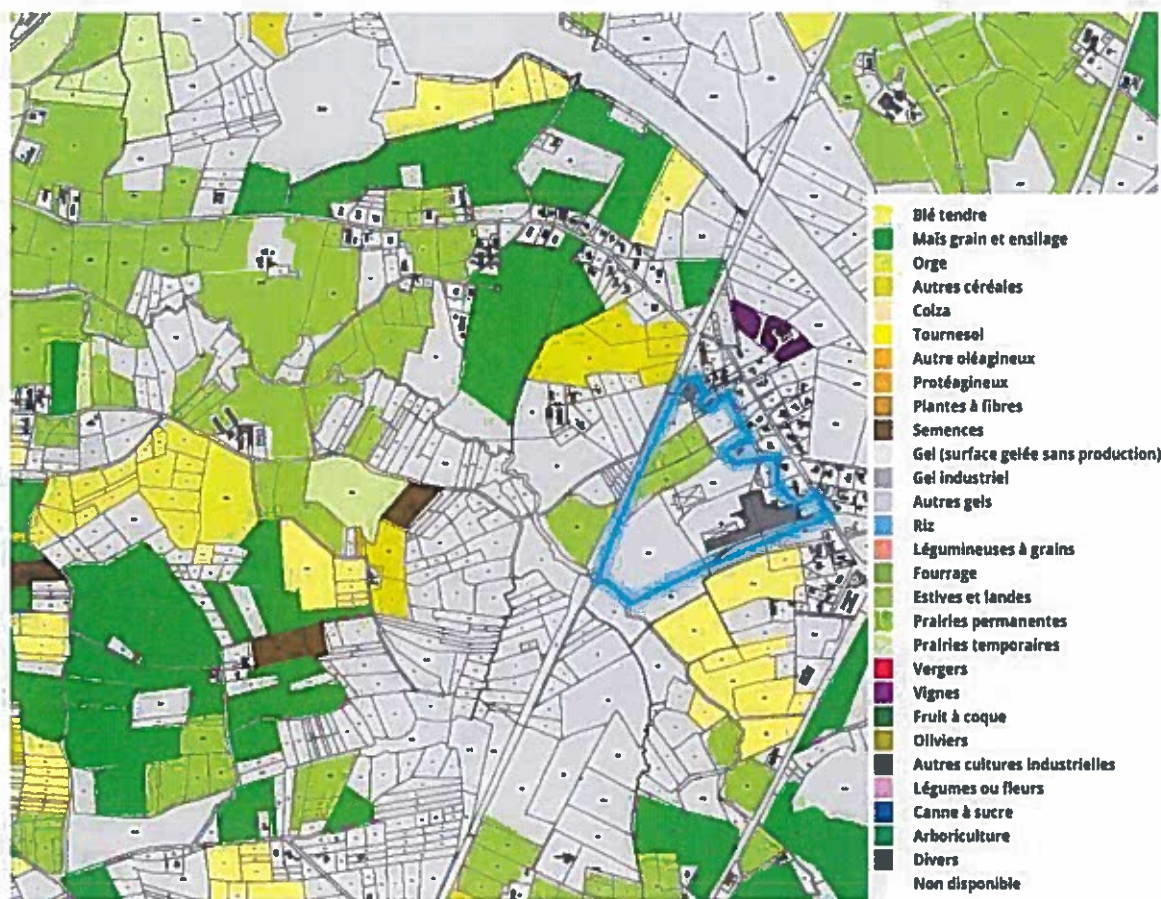 Blé tendre
Maïs grain et ensilage
Orge
Autres céréales
Colza
Tournesol
Autre oléagineux
Protéagineux
Plantes à fibres
Semences
Gel (surface gelée sans production)
Gel industriel
Autres gels
Riz
Légumineuses à grains
Fourrage
Estives et landes
Prairies permanentes
Prairies temporaires
Vergers
Vignes
Fruit à coque
Oliviers
Autres cultures industrielles
Légumes ou fleurs
Canne à sucre
Arboriculture
Divers
Non disponible